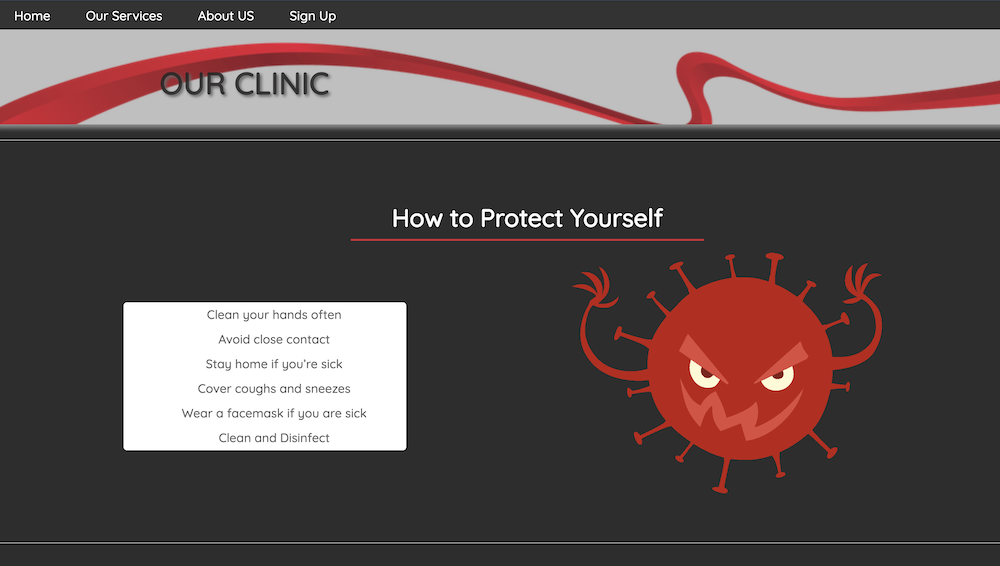 Home Our Services About US Sign Up
OUR CLINIC
How to Protect Yourself
Clean your hands often
Avoid close contact
Stay home if you're sick
Cover coughs and sneezes
Wear a facemask if you are sick
Clean and Disinfect